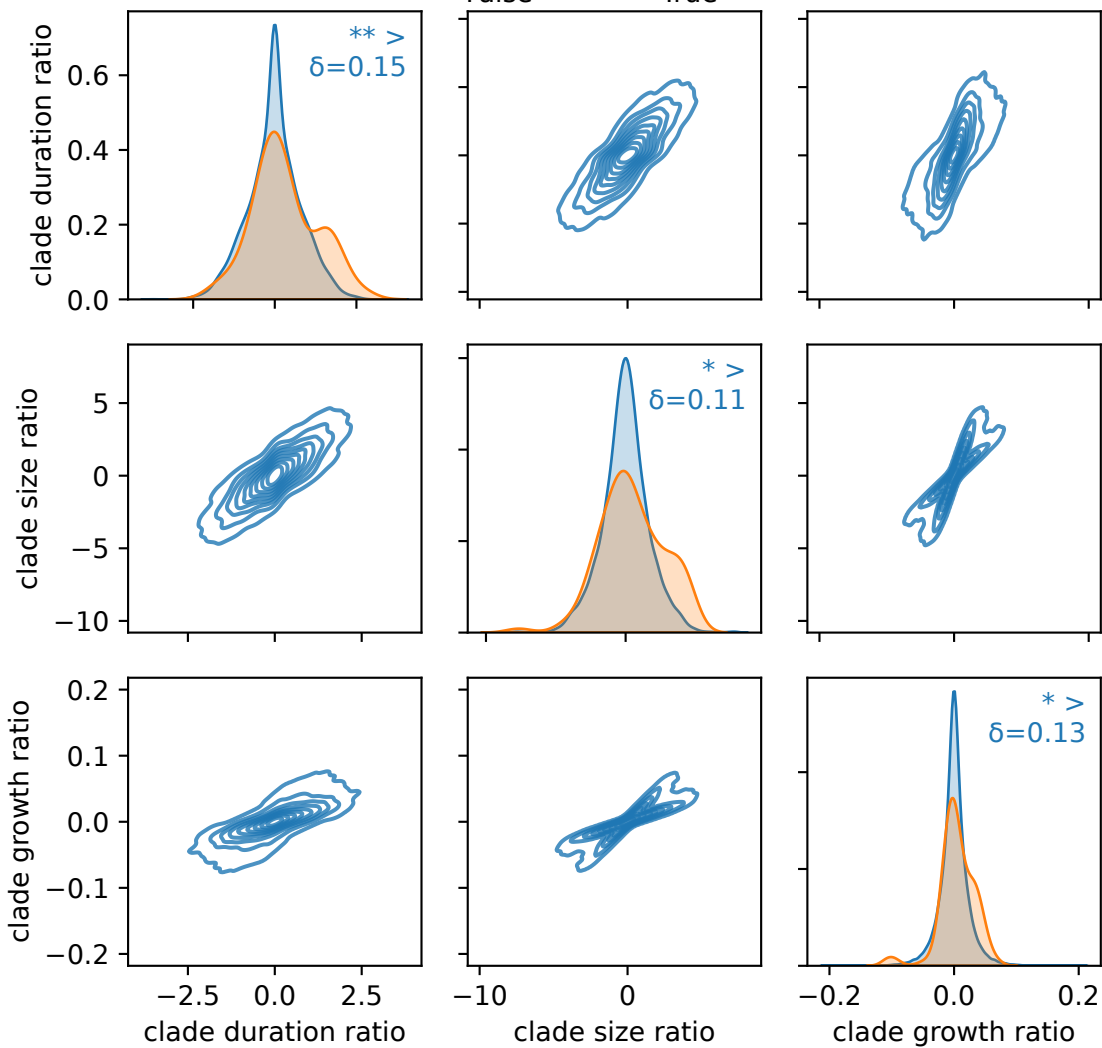 True
clade duration ratio
0.6
0.4
0.2
0.0
** >
δ=0.15
clade size ratio
5
0
−5
−10
* >
δ=0.11
clade growth ratio
0.2
0.1
0.0
−0.1
−0.2
* >
δ=0.13
−2.5
0.0
2.5
−10
0
−0.2
0.0
0.2
clade duration ratio
clade size ratio
clade growth ratio